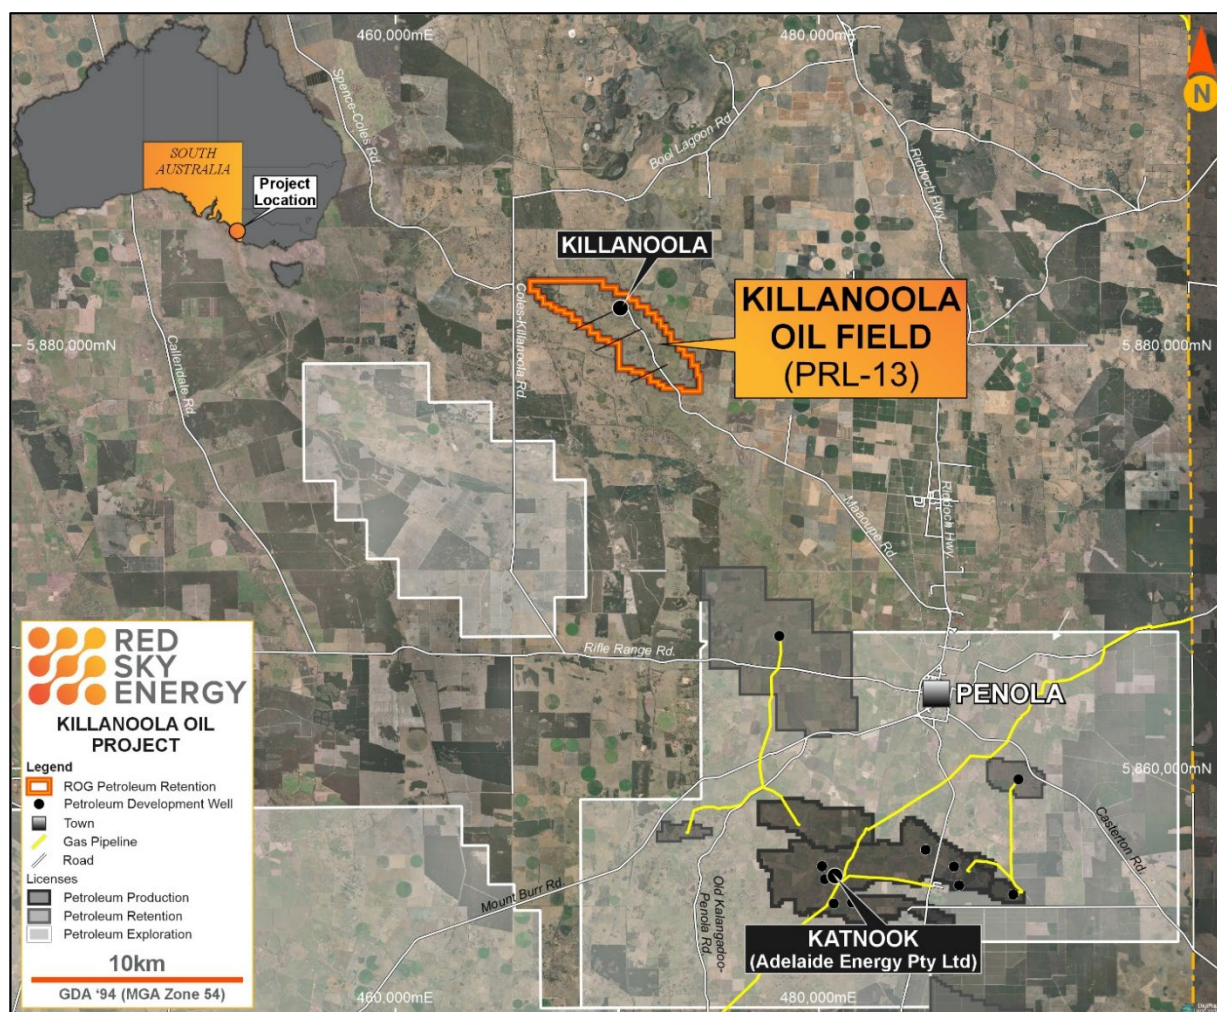 460,000mE
480,000mE
N
Spence-Coles Rd.
Bool Lagoon Rd.
Riddoch Hwy.
SOUTH
AUSTRALIA
Project
Location
KILLANOOLA
KILLANOOLA
OIL FIELD
(PRL-13)
Coles-Killanoola Rd.
Callendale Rd.
5,880,000mN
5,880,000mN
Maaoupe Rd.
Riddoch Hwy.
Rifle Range Rd.
PENOLA
5,860,000mN
Casterton Rd.
Mount Burr Rd.
Old Kalangadoo-
Penola Rd.
KATNOOK
(Adelaide Energy Pty Ltd)
460,000mE
480,000mE
RED
SKY
ENERGY
KILLANOOLA OIL
PROJECT
Legend
ROG Petroleum Retention
Petroleum Development Well
Town
Gas Pipeline
Road
Licenses
Petroleum Production
Petroleum Retention
Petroleum Exploration
10km
GDA '94 (MGA Zone 54)